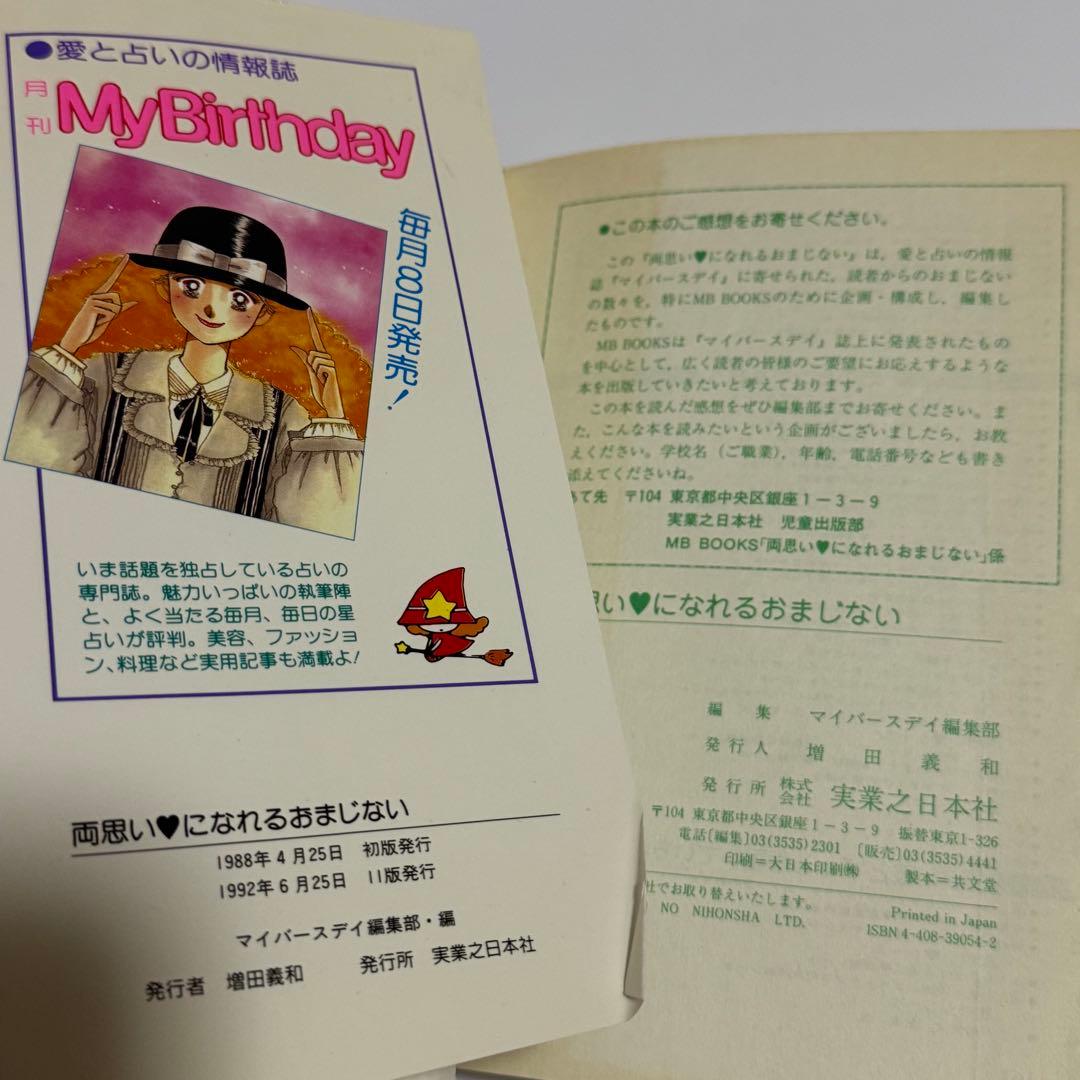 ●愛と占いの情報誌
月刊
MyBirthday
毎月8日発売！
いま話題を独占している占いの
専門誌。魅力いっぱいの執筆陣
と、よく当たる毎月、毎日の星
占いが評判。美容、ファッショ
ン、料理など実用記事も満載よ！
両思い♥になれるおまじない
1988年4月25日 初版発行
1992年6月25日 11版発行
マイバースデイ編集部・編
発行者 増田義和 発行所 実業之日本社
●この本のご感想をお寄せください。
この『両思い♥になれるおまじない』は，愛と占いの情報
誌『マイバースデイ』に寄せられた，読者からのおまじない
の数々を，特にMB BOOKSのために企画・構成し，編集し
たものです。
MB BOOKSは『マイバースデイ』誌上に発表されたもの
を中心として，広く読者の皆様のご要望にお応えするような
本を出版していきたいと考えております。
この本を読んだ感想をぜひ編集部までお寄せください。ま
た，こんな本を読みたいという企画がございましたら，お教
えください。学校名（ご職業），年齢，電話番号なども書き
添えてくださいね。
あて先 〒104 東京都中央区銀座1－3－9
実業之日本社 児童出版部
MB BOOKS「両思い♥になれるおまじない」係
思い♥になれるおまじない
編集 マイバースデイ編集部
発行人 増田義和
発行所 株式会社 実業之日本社
〒104 東京都中央区銀座1－3－9 振替東京1-326
電話〔編集〕03(3535)2301 〔販売〕03(3535)4441
印刷＝大日本印刷㈱ 製本＝共文堂
社でお取り替えいたします。
NO NIHONSHA LTD. Printed in Japan
ISBN4-408-39054-2